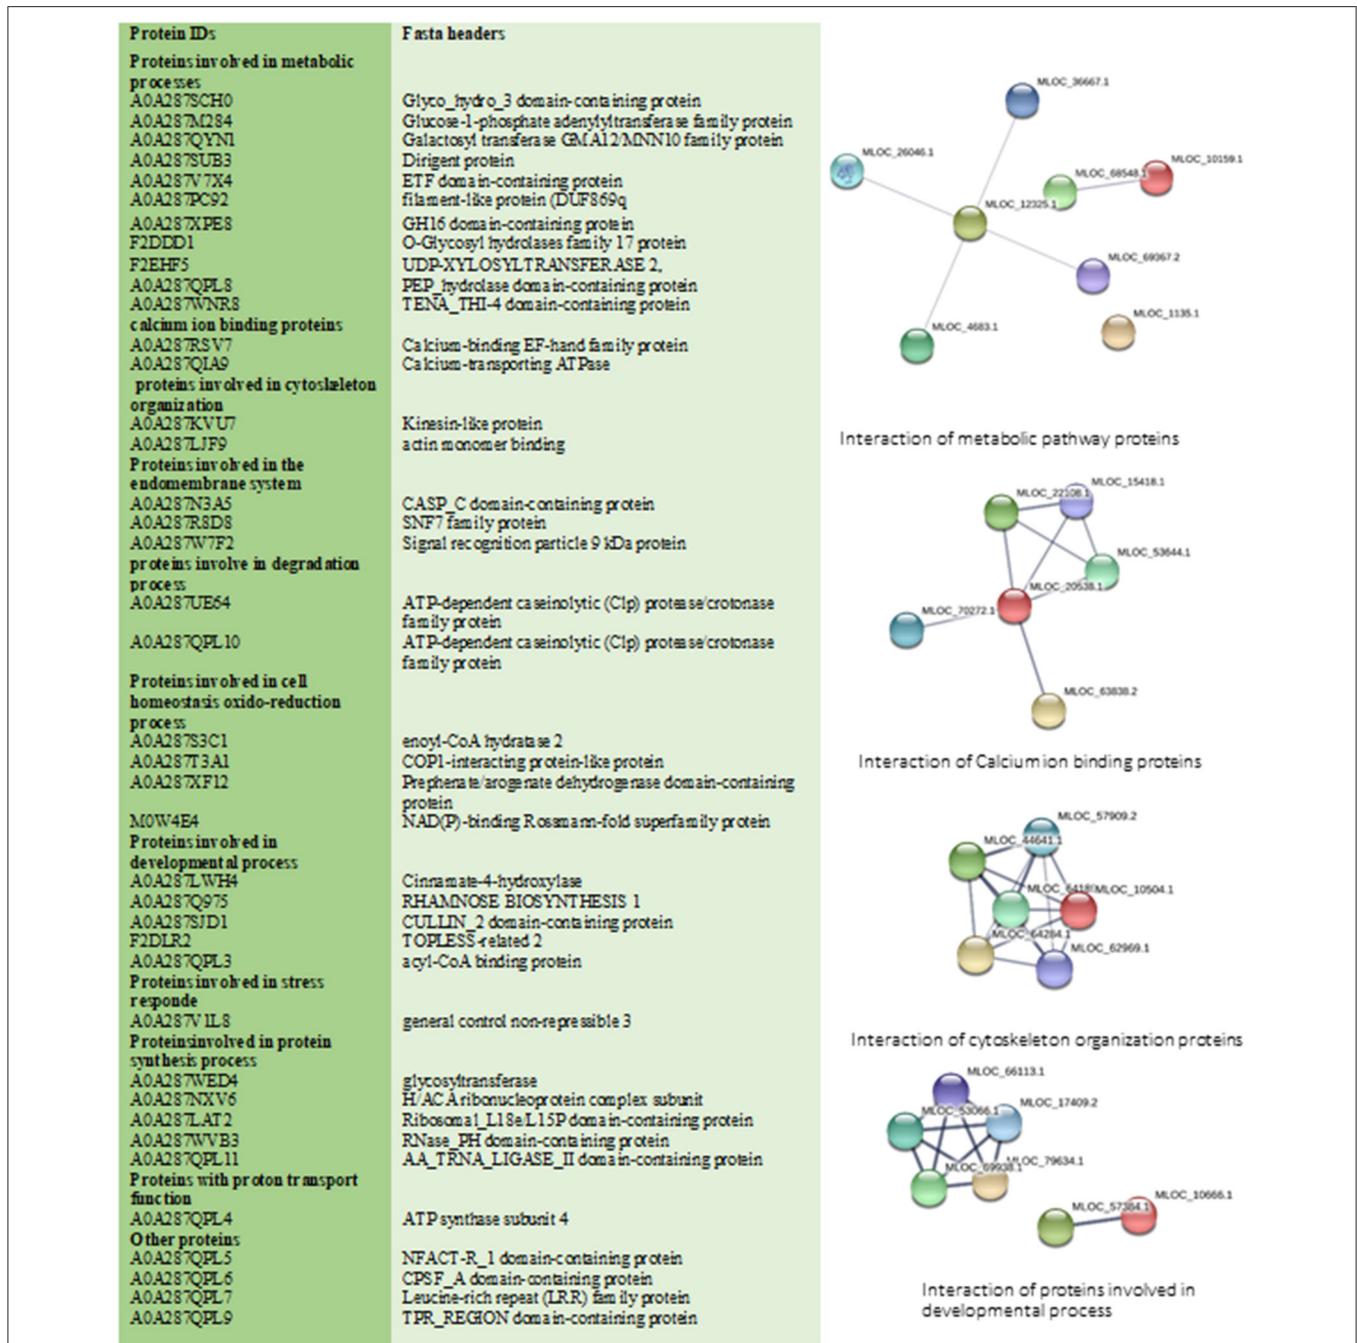 Protein IDs Fasta headers
Proteins involved in metabolic
processes
A0A287SCH0 Glyco_hydro_3 domain-containing protein
A0A287M284 Glucose-1-phosphate adenylyltransferase family protein
A0A287QYN1 Galactosyl transferase GMA12/MNN10 family protein
A0A287SUB3 Dirigent protein
A0A287V7X4 ETF domain-containing protein
A0A287PC92 filament-like protein (DUF869q
A0A287XPE8 GH16 domain-containing protein
F2DDD1 O-Glycosyl hydrolases family 17 protein
F2EHF5 UDP-XYLOSYLTRANSFERASE 2,
A0A287QPL8 PEP_hydrolase domain-containing protein
A0A287WNR8 TENA_THI-4 domain-containing protein
calcium ion binding proteins
A0A287RSV7 Calcium-binding EF-hand family protein
A0A287QIA9 Calcium-transporting ATPase
proteins involved in cytoskeleton
organization
A0A287KVU7 Kinesin-like protein
A0A287LJF9 actin monomer binding
Proteins involved in the
endomembrane system
A0A287N3A5 CASP_C domain-containing protein
A0A287R8D8 SNF7 family protein
A0A287W7F2 Signal recognition particle 9 kDa protein
proteins involve in degradation
process
A0A287UE64 ATP-dependent caseinolytic (Clp) protease/crotonase
family protein
A0A287QPL10 ATP-dependent caseinolytic (Clp) protease/crotonase
family protein
Proteins involved in cell
homeostasis oxido-reduction
process
A0A287S3C1 enoyl-CoA hydratase 2
A0A287T3A1 COP1-interacting protein-like protein
A0A287XF12 Prephenate/arogenate dehydrogenase domain-containing
protein
M0W4E4 NAD(P)-binding Rossmann-fold superfamily protein
Proteins involved in
developmental process
A0A287LWH4 Cinnamate-4-hydroxylase
A0A287Q975 RHAMNOSE BIOSYNTHESIS 1
A0A287SJD1 CULLIN_2 domain-containing protein
F2DLR2 TOPLESS-related 2
A0A287QPL3 acyl-CoA binding protein
Proteins involved in stress
responde
A0A287V1L8 general control non-repressible 3
Proteinsinvolved in protein
synthesis process
A0A287WED4 glycosyltransferase
A0A287NXV6 H/ACA ribonucleoprotein complex subunit
A0A287LAT2 Ribosomal_L18e/L15P domain-containing protein
A0A287WVB3 RNase_PH domain-containing protein
A0A287QPL11 AA_TRNA_LIGASE_II domain-containing protein
Proteins with proton transport
function
A0A287QPL4 ATP synthase subunit 4
Other proteins
A0A287QPL5 NFACT-R_1 domain-containing protein
A0A287QPL6 CPSF_A domain-containing protein
A0A287QPL7 Leucine-rich repeat (LRR) family protein
A0A287QPL9 TPR_REGION domain-containing protein
MLOC_36667.1
MLOC_26046.1
MLOC_10159.1
MLOC_68548.1
MLOC_12325.1
MLOC_69367.2
MLOC_1135.1
MLOC_4683.1
Interaction of metabolic pathway proteins
MLOC_15418.1
MLOC_22108.1
MLOC_53644.1
MLOC_20538.1
MLOC_70272.1
MLOC_63838.2
Interaction of Calcium ion binding proteins
MLOC_57909.2
MLOC_44641.1
MLOC_10504.1
MLOC_64284.1
MLOC_62969.1
Interaction of cytoskeleton organization proteins
MLOC_66113.1
MLOC_17409.2
MLOC_53066.1
MLOC_79634.1
MLOC_69938.1
MLOC_10666.1
MLOC_57384.1
Interaction of proteins involved in
developmental process